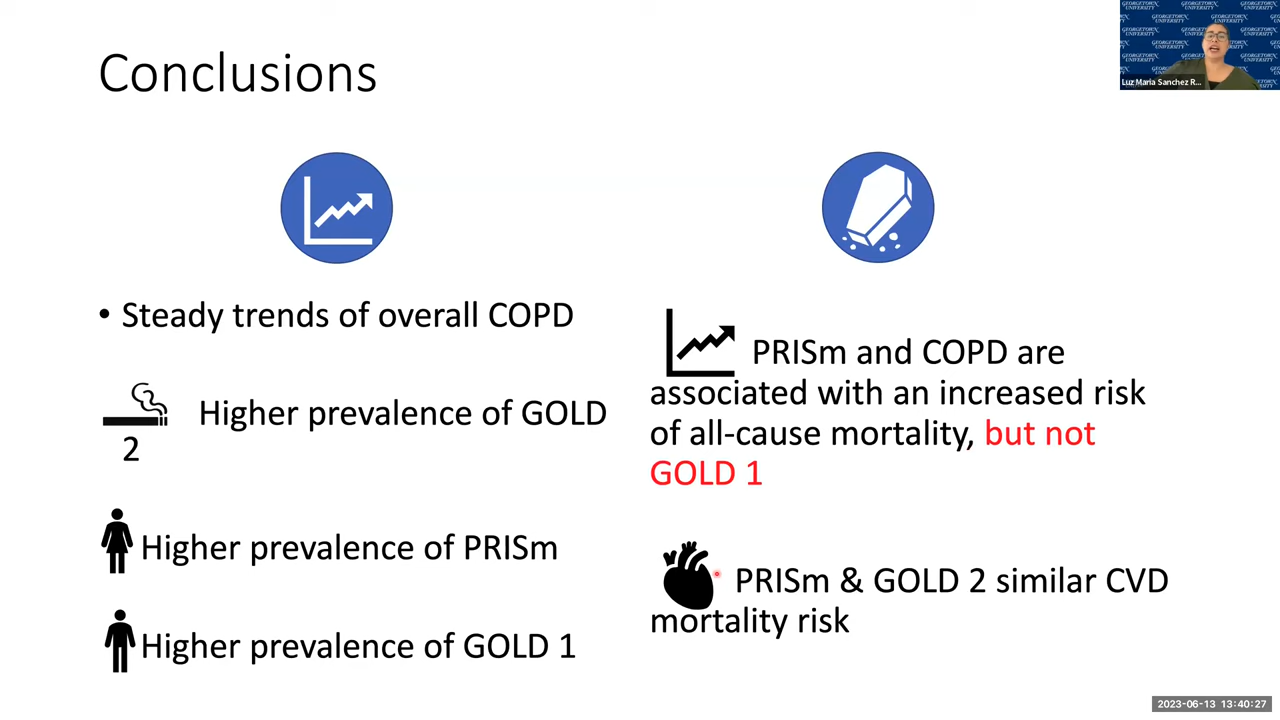 Conclusions
GEORGETOWN UNIVERSITY
Luz Maria Sanchez R...
• Steady trends of overall COPD
Higher prevalence of GOLD
2
Higher prevalence of PRISm
Higher prevalence of GOLD 1
PRISm and COPD are
associated with an increased risk
of all-cause mortality, but not
GOLD 1
PRISm & GOLD 2 similar CVD
mortality risk
2023-06-13 13:40:27